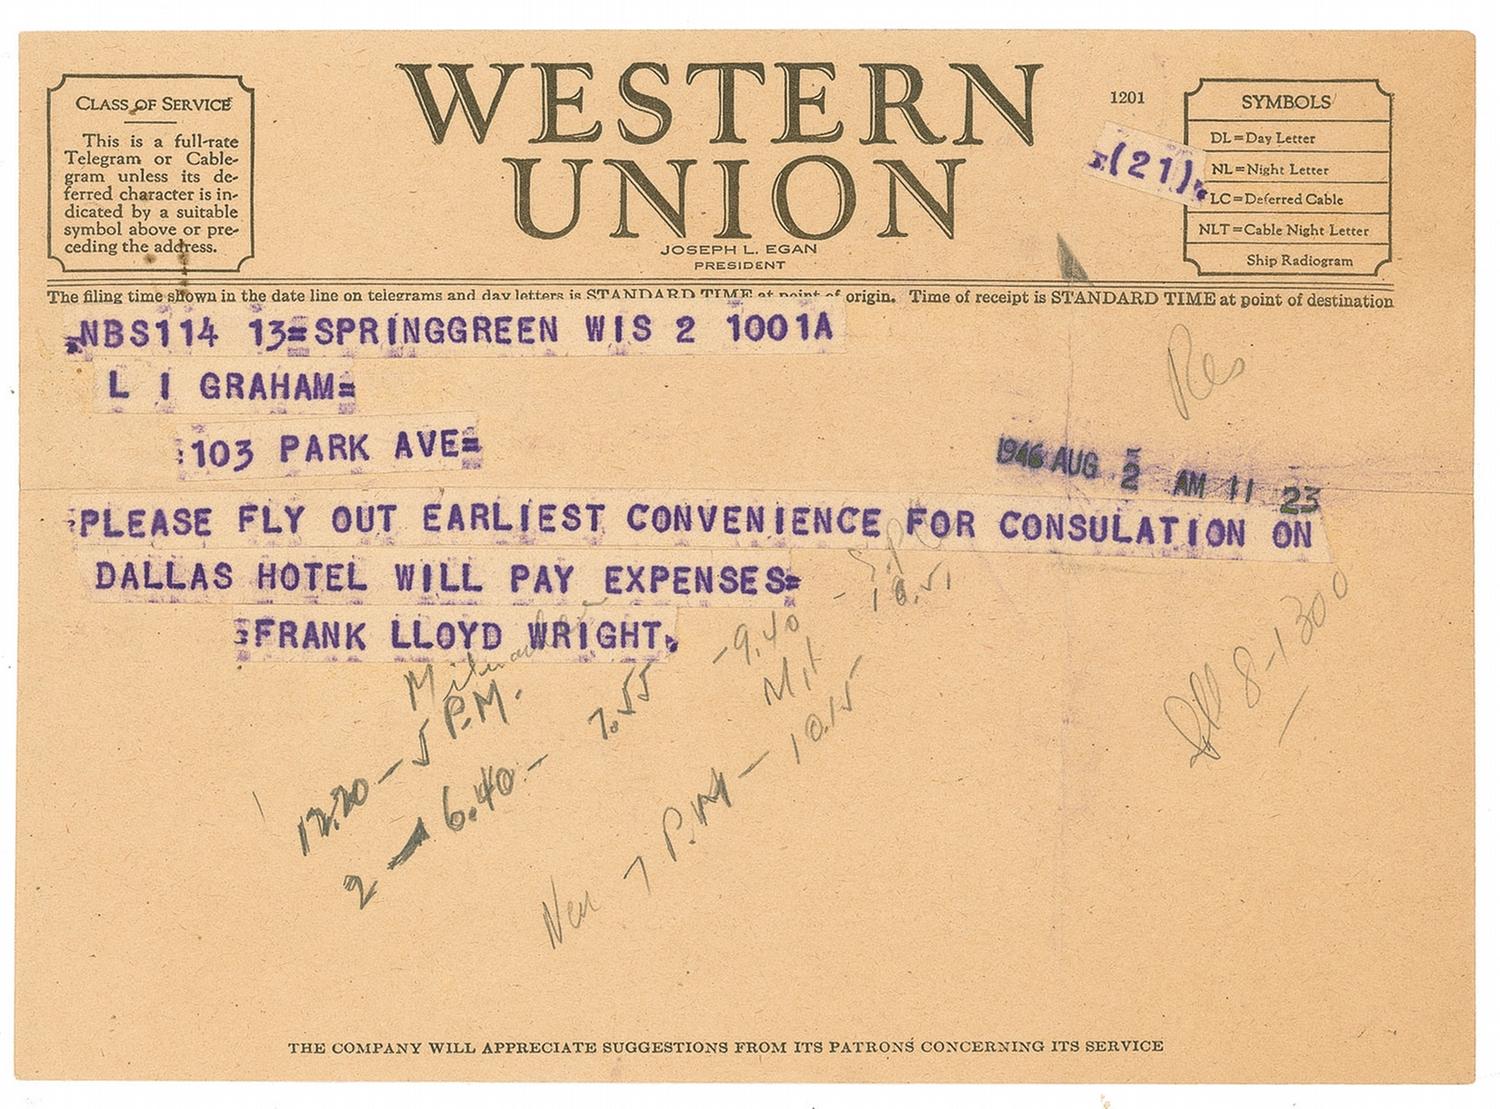 CLASS OF SERVICE
This is a full-rate
Telegram or Cable-
gram unless its de-
ferred character is in-
dicated by a suitable
symbol above or pre-
ceding the address.
WESTERN
UNION
JOSEPH L. EGAN
PRESIDENT
1201
(21)
SYMBOLS
DL=Day Letter
NL=Night Letter
LC=Deferred Cable
NLT=Cable Night Letter
Ship Radiogram
The filing time shown in the date line on telegrams and day letters is STANDARD TIME at point of origin. Time of receipt is STANDARD TIME at point of destination
NBS114 13=SPRINGGREEN WIS 2 1001A
L I GRAHAM=
103 PARK AVE=
Res
1946 AUG 2 AM 11 23
PLEASE FLY OUT EARLIEST CONVENIENCE FOR CONSULATION ON
DALLAS HOTEL WILL PAY EXPENSES=
FRANK LLOYD WRIGHT.
Milwaukee
12.20 - 5 P.M.
2 - 6.40 - 7.55 - 9.40 - 10.51
7 P.M - 10.15
8-1300
THE COMPANY WILL APPRECIATE SUGGESTIONS FROM ITS PATRONS CONCERNING ITS SERVICE